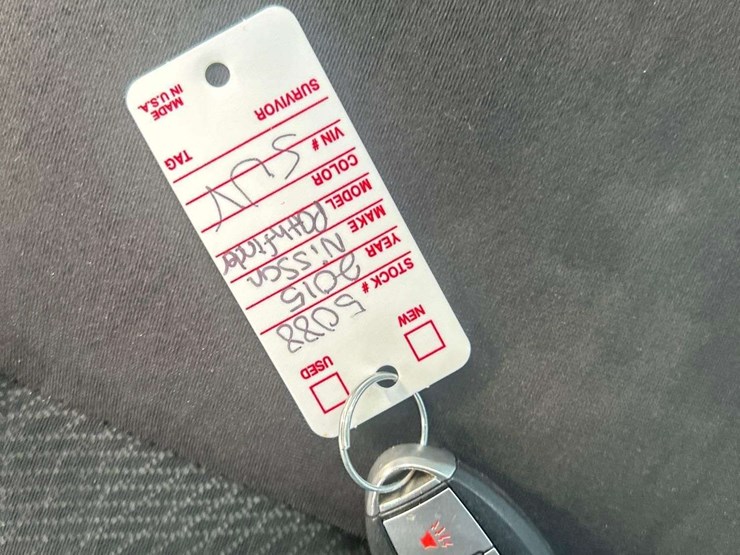 NEW USED
STOCK # 5088
YEAR 2015
MAKE Nissan
MODEL Pathfinder
COLOR
VIN # SUV
SURVIVOR TAG
MADE
IN U.S.A.